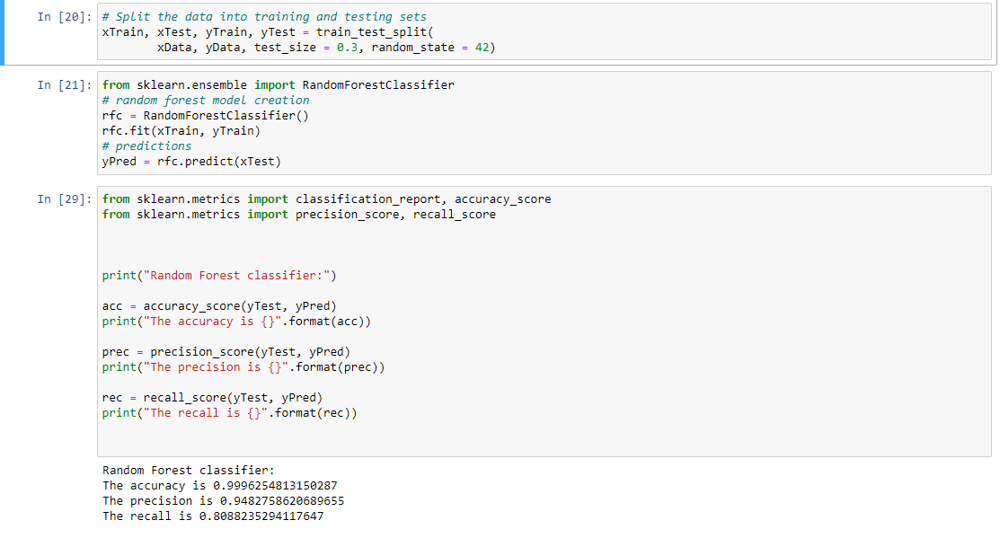 In [20]: # Split the data into training and testing sets
xTrain, xTest, yTrain, yTest = train_test_split(
        xData, yData, test_size = 0.3, random_state = 42)
In [21]: from sklearn.ensemble import RandomForestClassifier
# random forest model creation
rfc = RandomForestClassifier()
rfc.fit(xTrain, yTrain)
# predictions
yPred = rfc.predict(xTest)
In [29]: from sklearn.metrics import classification_report, accuracy_score
from sklearn.metrics import precision_score, recall_score
print("Random Forest classifier:")
acc = accuracy_score(yTest, yPred)
print("The accuracy is {}".format(acc))
prec = precision_score(yTest, yPred)
print("The precision is {}".format(prec))
rec = recall_score(yTest, yPred)
print("The recall is {}".format(rec))
Random Forest classifier:
The accuracy is 0.9996254813150287
The precision is 0.9482758620689655
The recall is 0.8088235294117647